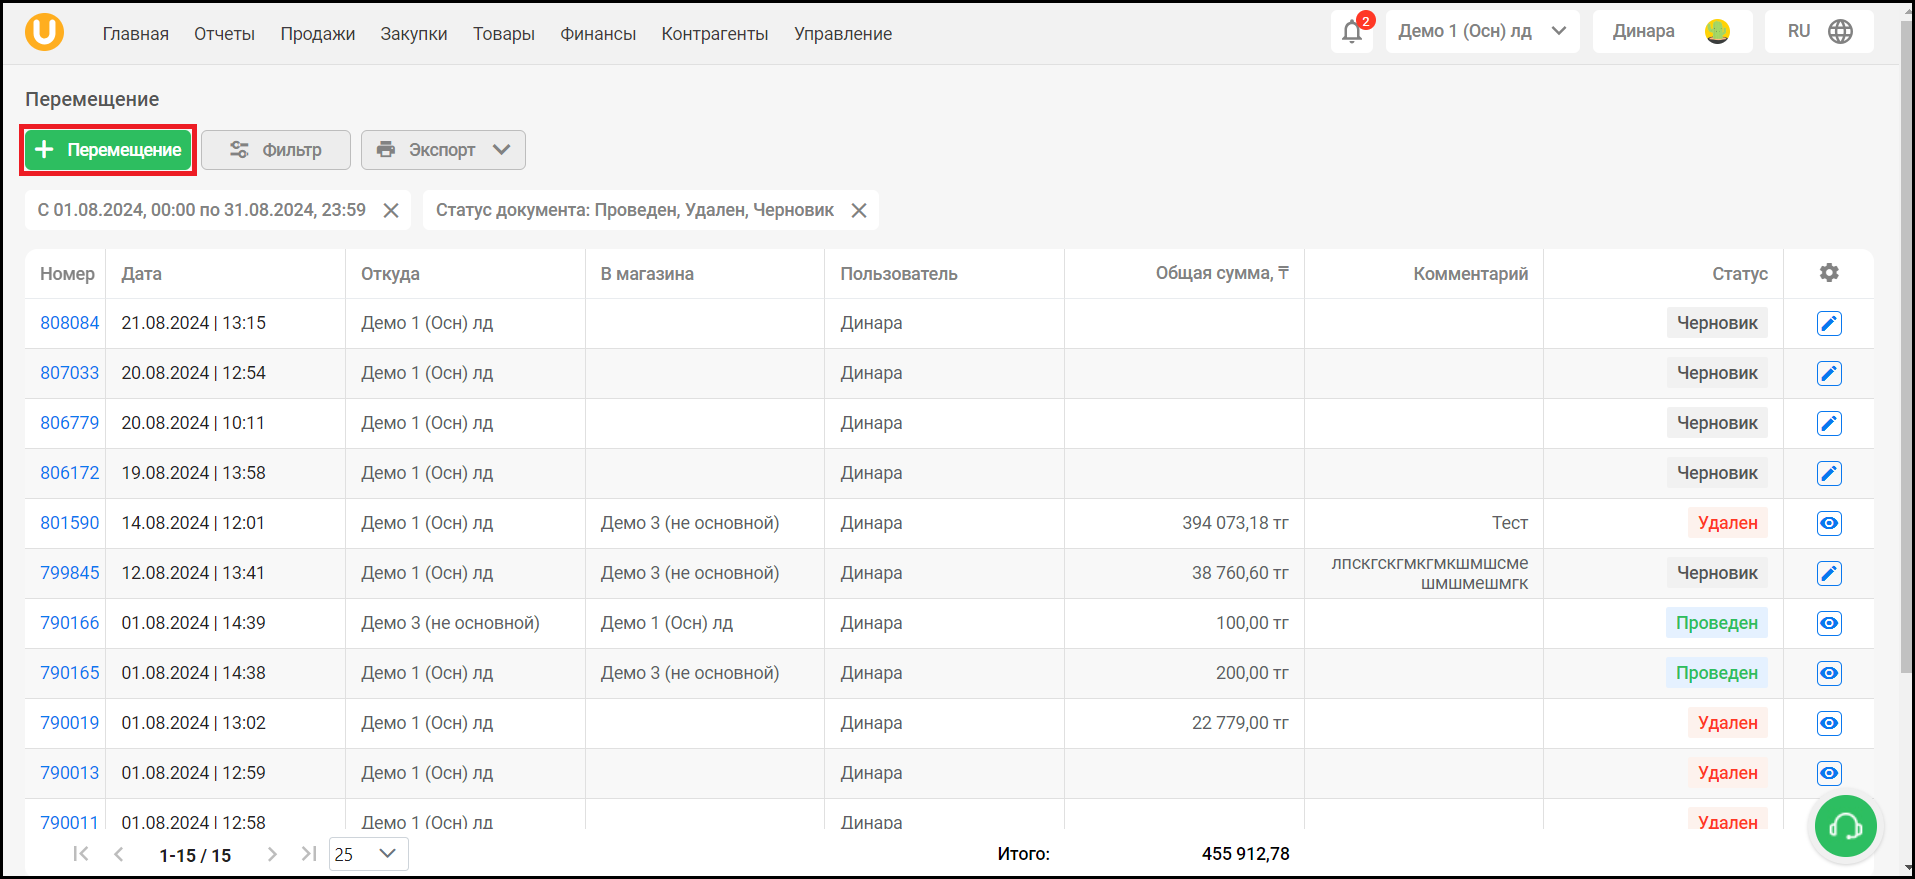 U Главная Отчеты Продажи Закупки Товары Финансы Контрагенты Управление 2 Демо 1 (Осн) лд Динара RU
Перемещение
Перемещение Фильтр Экспорт
С 01.08.2024, 00:00 по 31.08.2024, 23:59 Статус документа: Проведен, Удален, Черновик
Номер Дата Откуда В магазина Пользователь Общая сумма, ₸ Комментарий Статус
808084 21.08.2024 | 13:15 Демо 1 (Осн) лд Динара Черновик
807033 20.08.2024 | 12:54 Демо 1 (Осн) лд Динара Черновик
806779 20.08.2024 | 10:11 Демо 1 (Осн) лд Динара Черновик
806172 19.08.2024 | 13:58 Демо 1 (Осн) лд Динара Черновик
801590 14.08.2024 | 12:01 Демо 1 (Осн) лд Демо 3 (не основной) Динара 394 073,18 тг Тест Удален
799845 12.08.2024 | 13:41 Демо 1 (Осн) лд Демо 3 (не основной) Динара 38 760,60 тг лпскгскгмкгмкшмшсме Черновик
шмшмешмгк
790166 01.08.2024 | 14:39 Демо 3 (не основной) Демо 1 (Осн) лд Динара 100,00 тг Проведен
790165 01.08.2024 | 14:38 Демо 1 (Осн) лд Демо 3 (не основной) Динара 200,00 тг Проведен
790019 01.08.2024 | 13:02 Демо 1 (Осн) лд Динара 22 779,00 тг Удален
790013 01.08.2024 | 12:59 Демо 1 (Осн) лд Динара Удален
790011 01.08.2024 | 12:58 Демо 1 (Осн) лд Динара Удален
1-15 / 15 25 Итого: 455 912,78